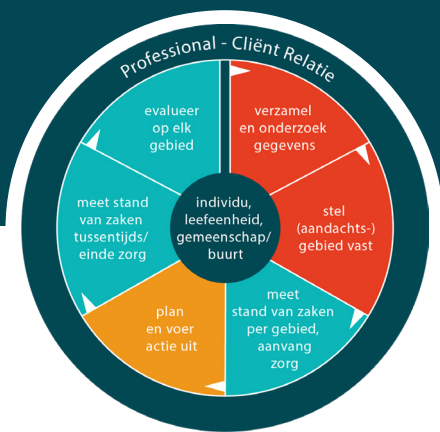 Professional - Cliënt Relatie
verzamel
en onderzoek
gegevens
stel
(aandachts-)
gebied vast
meet
stand van zaken
per gebied,
aanvang
zorg
plan
en voer
actie uit
meet stand
van zaken
tussentijds/
einde zorg
evalueer
op elk
gebied
individu,
leefeenheid,
gemeenschap/
buurt